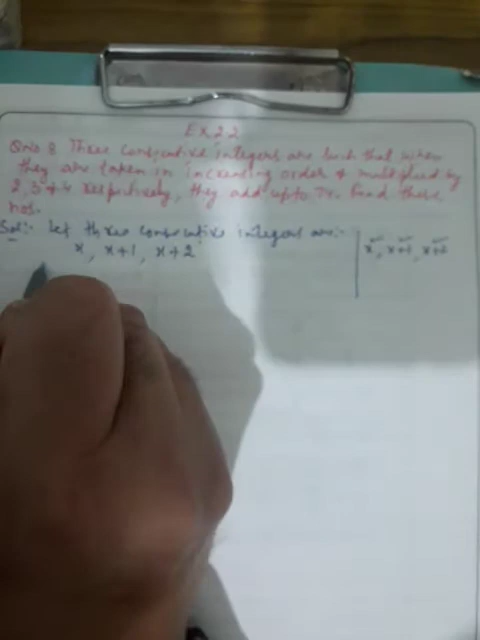 Ex 2.2
Qno 8 Three consecutive integers are such that when
they are taken in increasing order & multiplied by
2, 3 & 4 respectively, they add up to 74. Find these
nos.
Sol:- Let three consecutive integers are:-
x, x+1, x+2
x, x+1, x+2